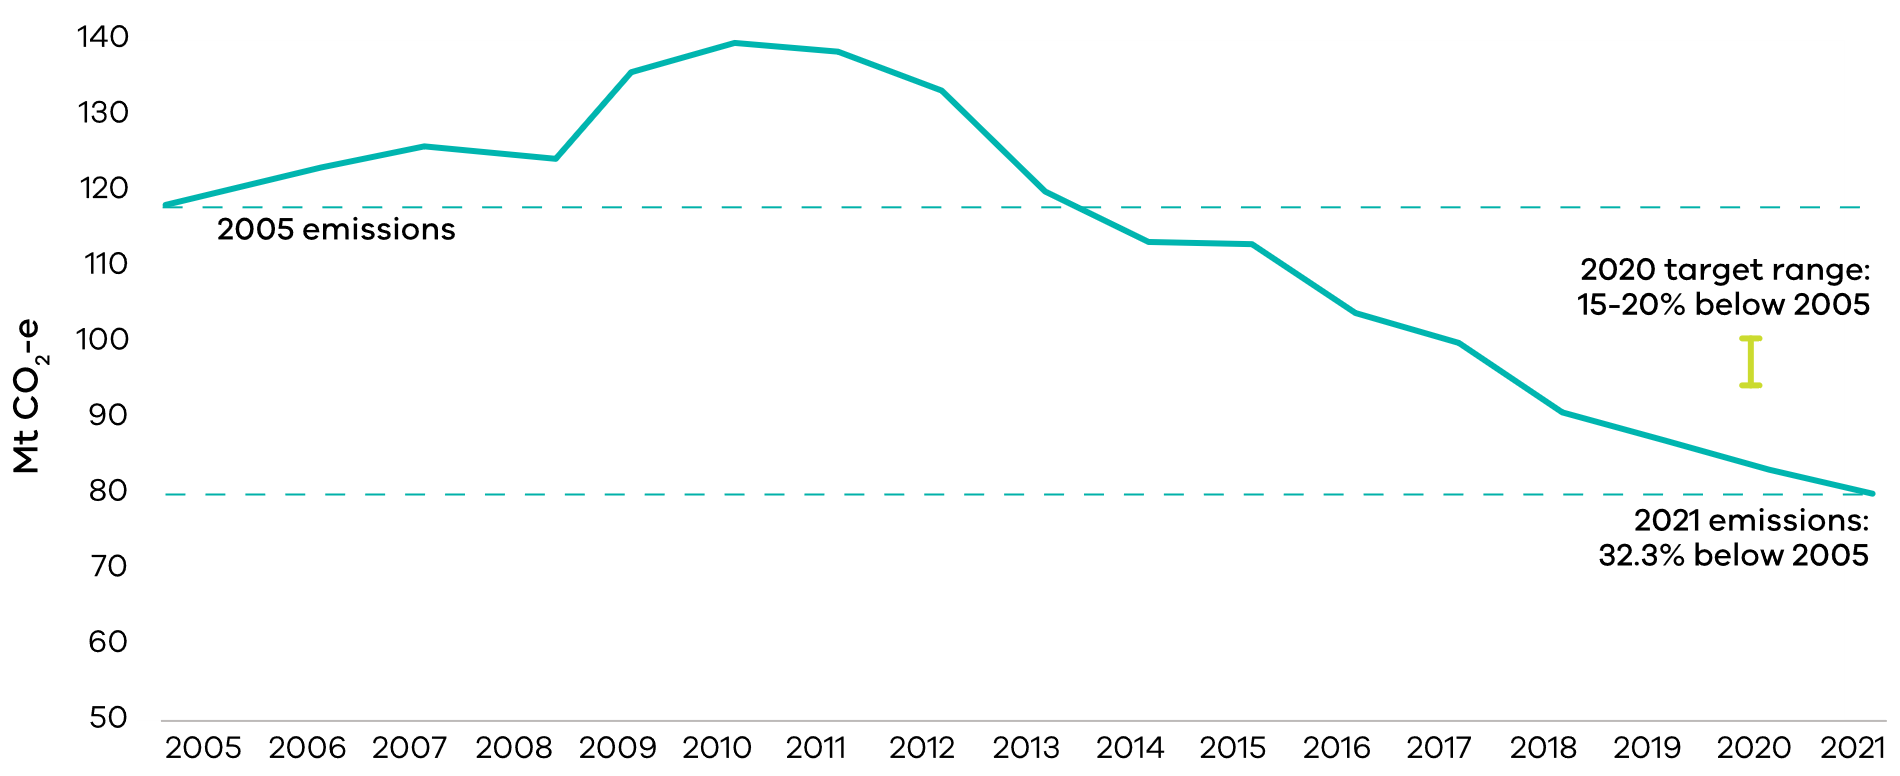 140
130
120
2005 emissions
110
2020 target range:
15-20% below 2005
100
Mt CO₂-e
90
80
2021 emissions:
32.3% below 2005
70
60
50
2005 2006 2007 2008 2009 2010 2011 2012 2013 2014 2015 2016 2017 2018 2019 2020 2021